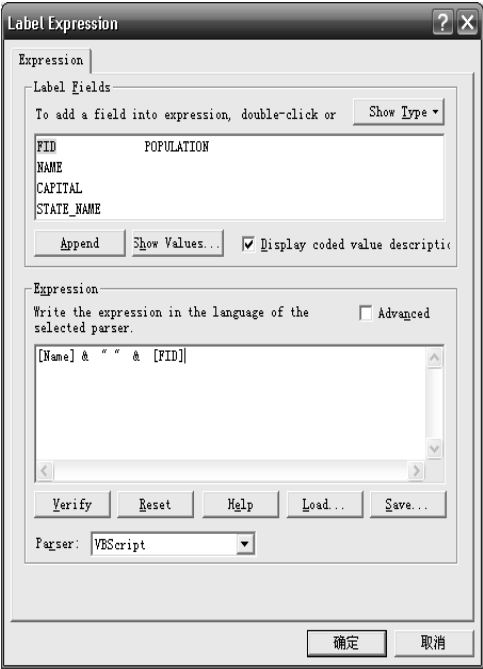 Label Expression
Expression
Label Fields
To add a field into expression, double-click or
Show Type
FID POPULATION
NAME
CAPITAL
STATE_NAME
Append Show Values... Display coded value descriptic
Expression
Write the expression in the language of the
selected parser.
Advanced
[Name] & " " & [FID]
Verify Reset Help Load... Save...
Parser: VBScript
确定 取消